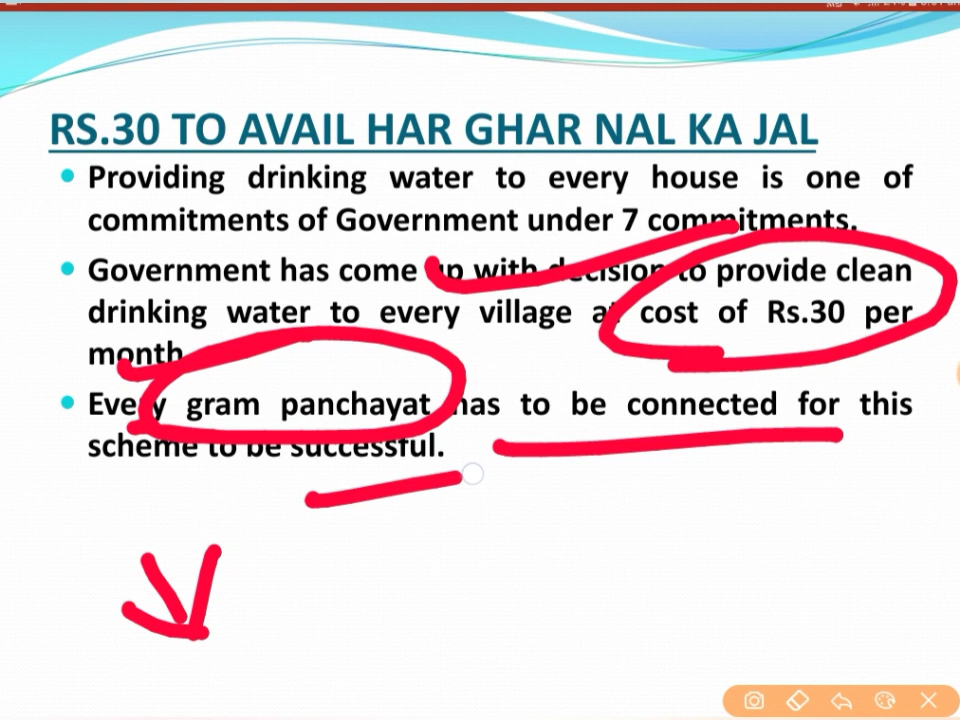 RS.30 TO AVAIL HAR GHAR NAL KA JAL
Providing drinking water to every house is one of
commitments of Government under 7 commitments.
Government has come up with decision to provide clean
drinking water to every village at cost of Rs.30 per
month
Every gram panchayat has to be connected for this
scheme to be successful.